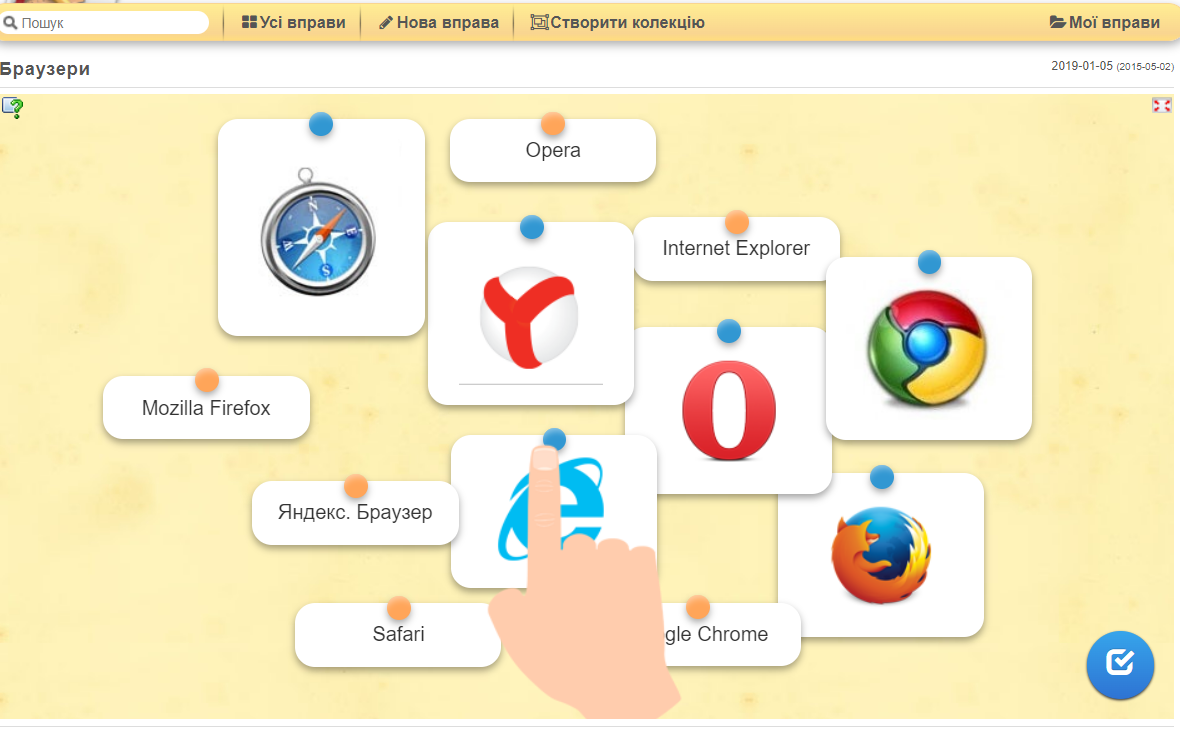 Пошук
Усі вправи
Нова вправа
Створити колекцію
Мої вправи
Браузери
2019-01-05 (2015-05-02)
Opera
Internet Explorer
Mozilla Firefox
Яндекс. Браузер
Safari
gle Chrome